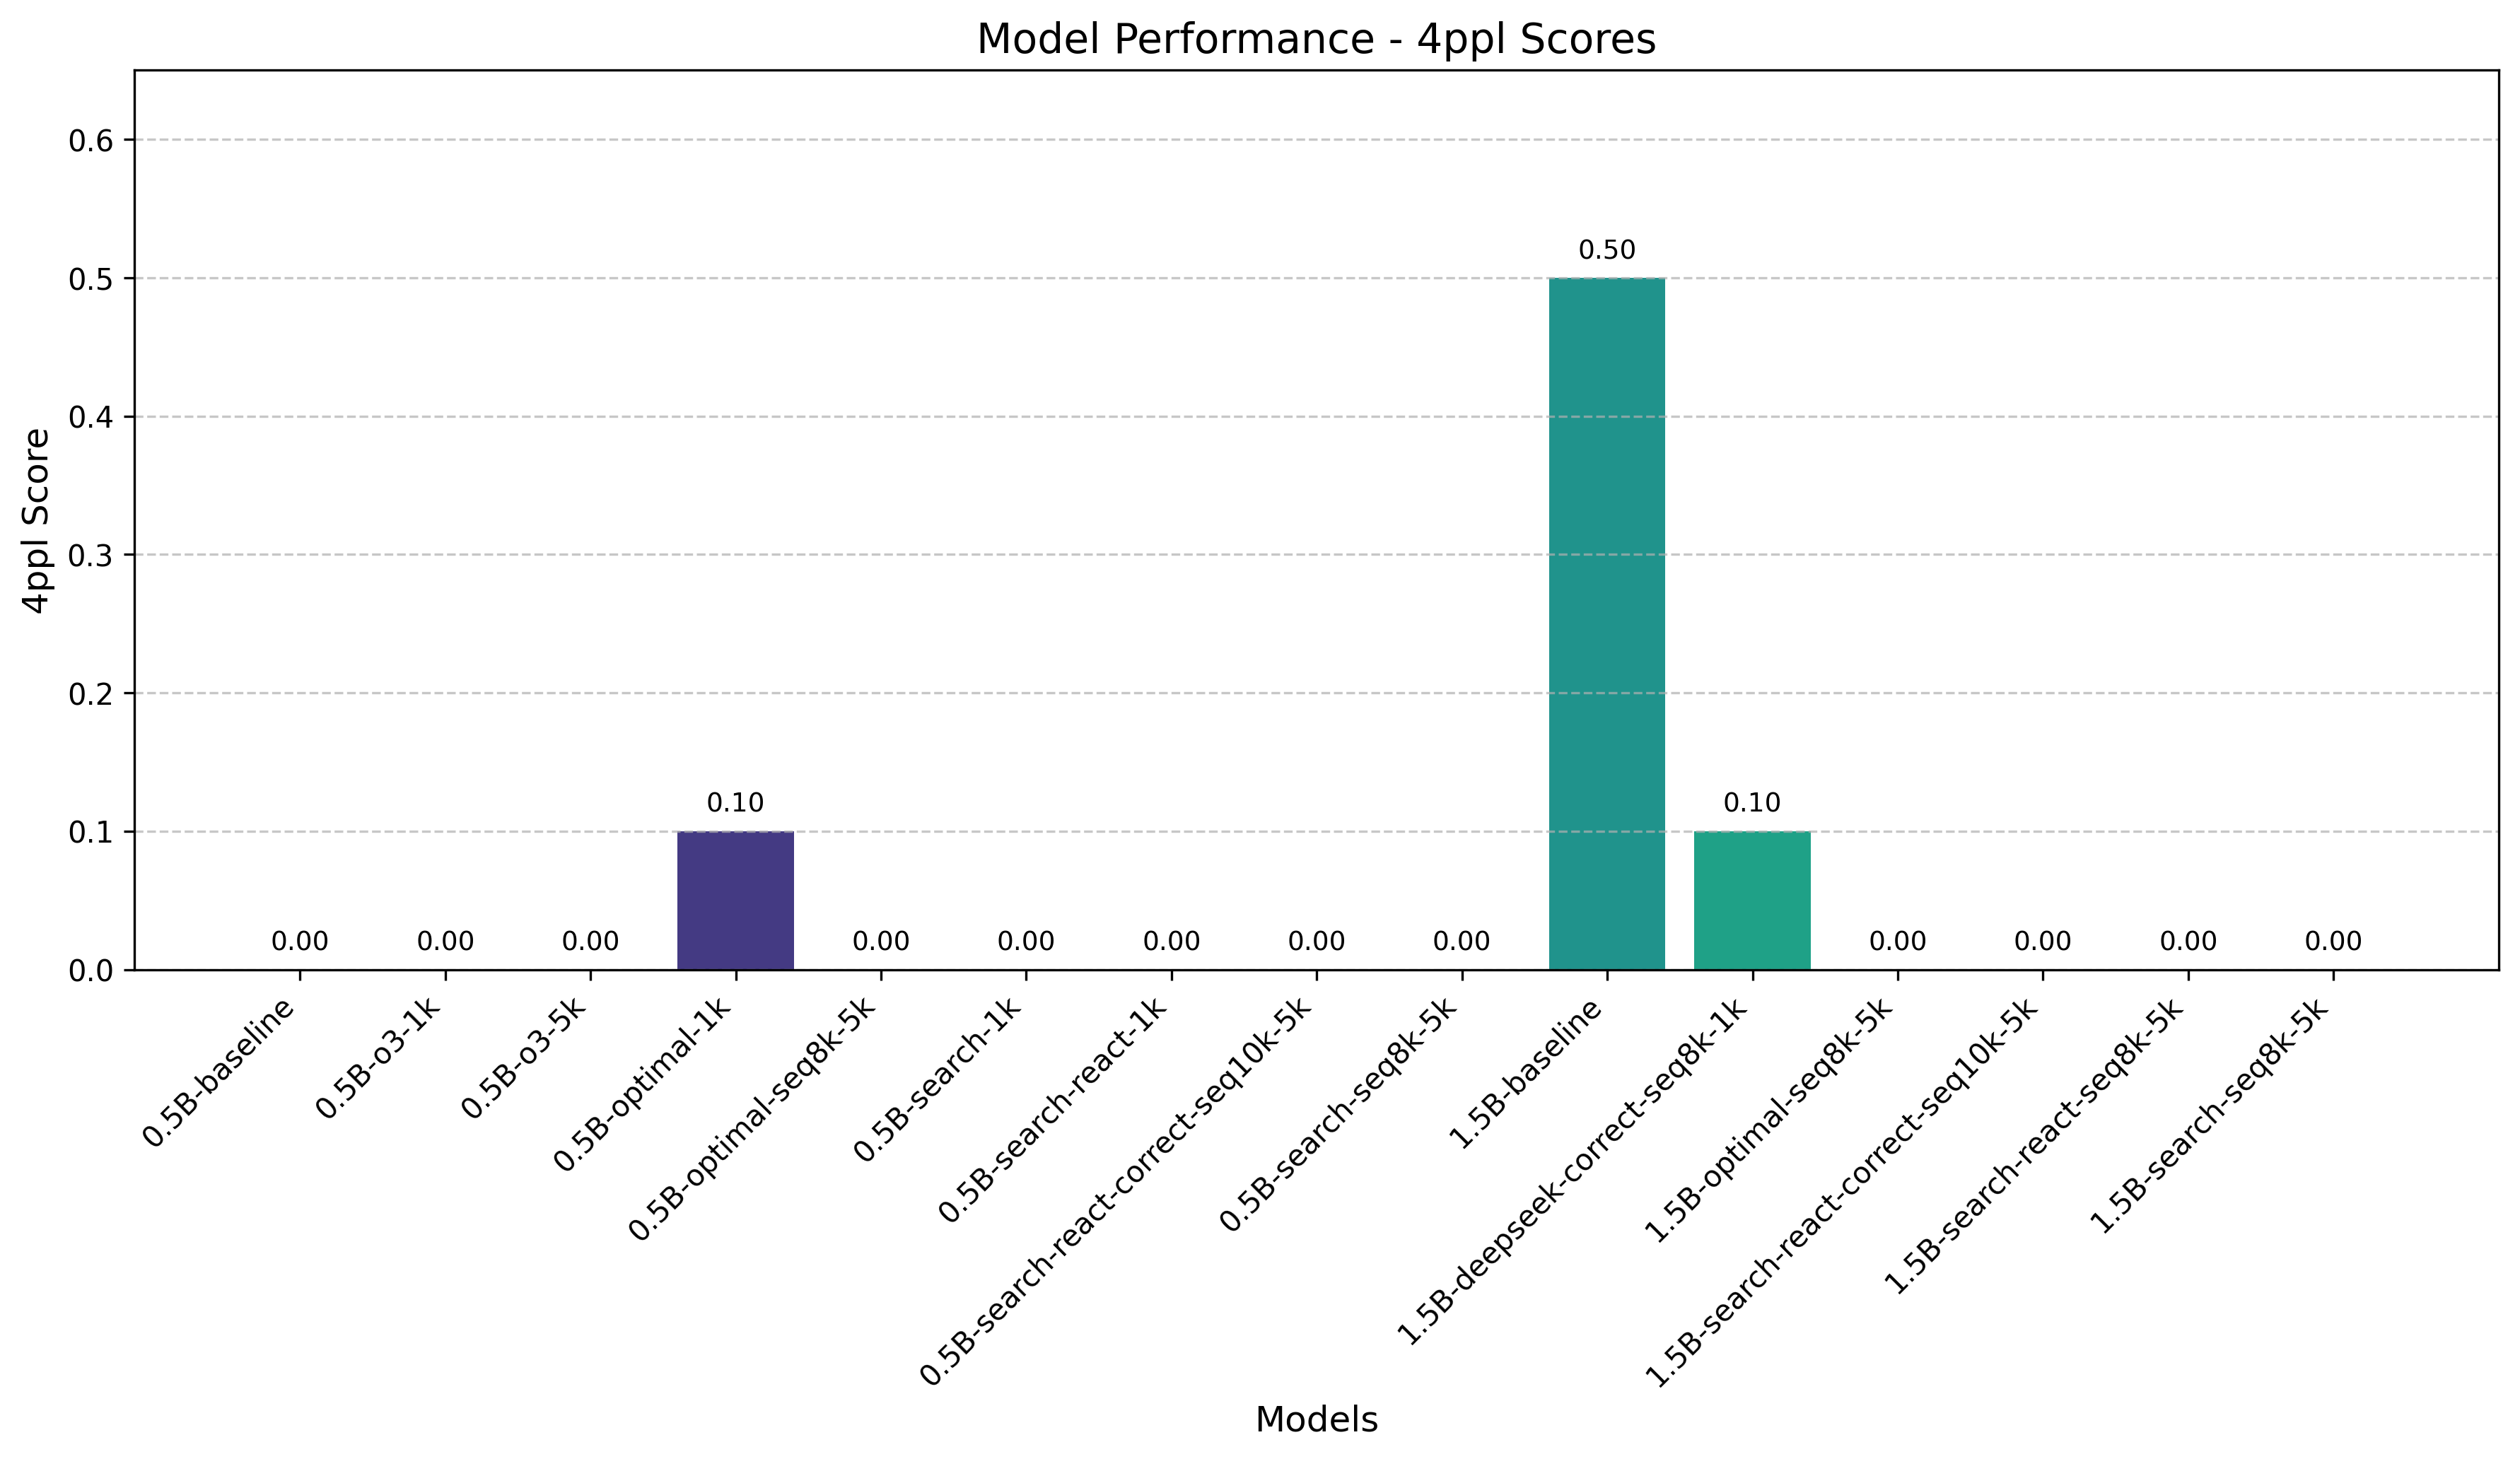 Model Performance - 4ppl Scores
4ppl Score
0.6
0.5
0.4
0.3
0.2
0.1
0.0
0.00
0.00
0.00
0.10
0.00
0.00
0.00
0.00
0.00
0.50
0.10
0.00
0.00
0.00
0.00
0.5B-baseline
0.5B-o3-1k
0.5B-o3-5k
0.5B-optimal-1k
0.5B-optimal-seq8k-5k
0.5B-search-1k
0.5B-search-react-1k
0.5B-search-react-correct-seq10k-5k
0.5B-search-seq8k-5k
1.5B-baseline
1.5B-deepseek-correct-seq8k-1k
1.5B-optimal-seq8k-5k
1.5B-search-react-correct-seq10k-5k
1.5B-search-react-seq8k-5k
1.5B-search-seq8k-5k
Models